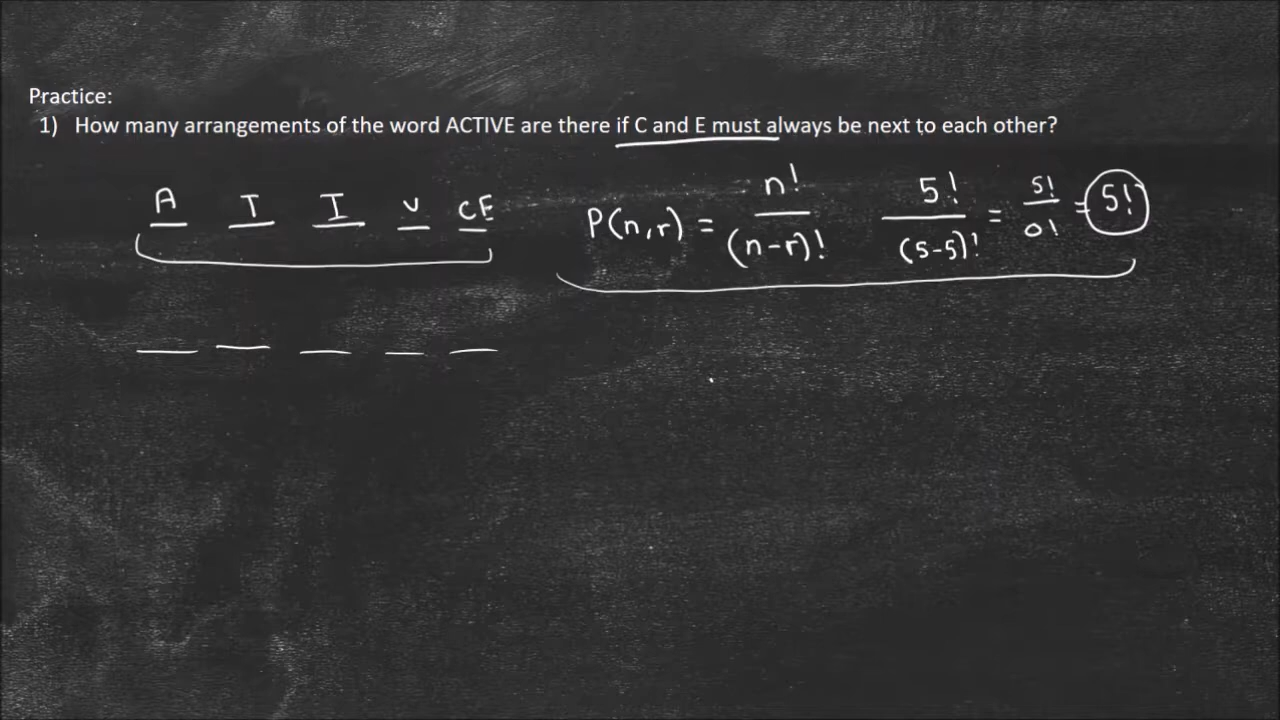 Practice:
1) How many arrangements of the word ACTIVE are there if C and E must always be next to each other?
A T I V CE
P(n,r) = n!/(n-r)! 5!/(5-5)! = 5!/0! = 5!